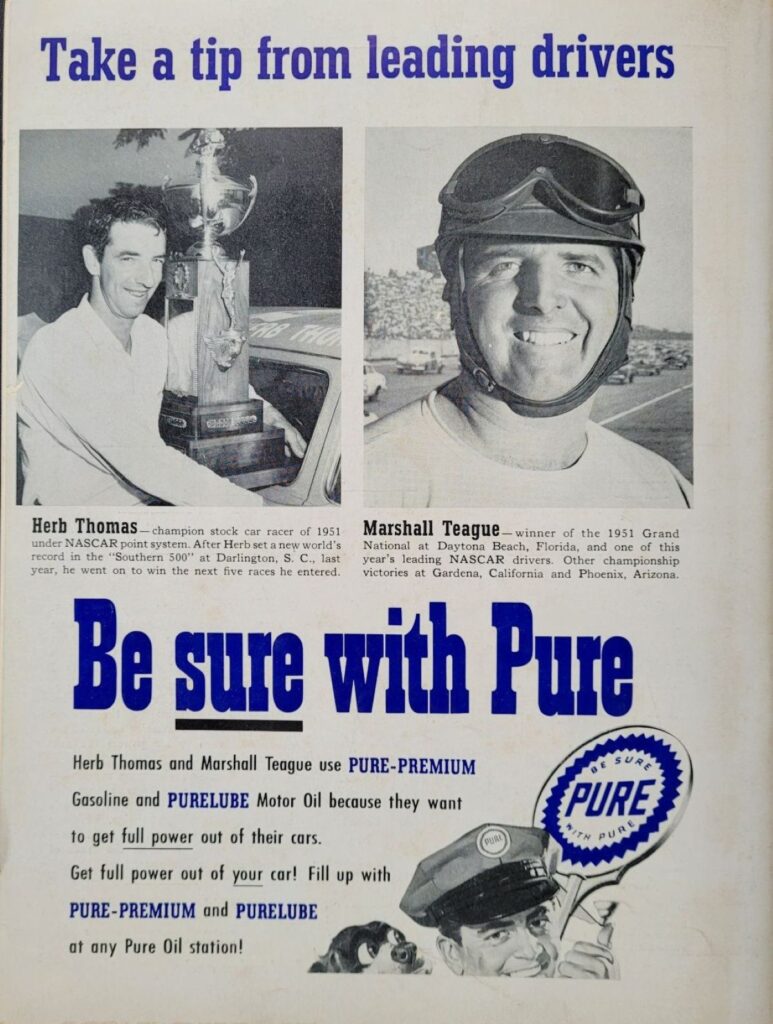 Take a tip from leading drivers
ERB THO
Herb Thomas—champion stock car racer of 1951
under NASCAR point system. After Herb set a new world's
record in the "Southern 500" at Darlington, S. C., last
year, he went on to win the next five races he entered.
Marshall Teague—winner of the 1951 Grand
National at Daytona Beach, Florida, and one of this
year's leading NASCAR drivers. Other championship
victories at Gardena, California and Phoenix, Arizona.
Be sure with Pure
Herb Thomas and Marshall Teague use PURE-PREMIUM
Gasoline and PURELUBE Motor Oil because they want
to get full power out of their cars.
Get full power out of your car! Fill up with
PURE-PREMIUM and PURELUBE
at any Pure Oil station!
BE SURE
PURE
WITH PURE
PURE